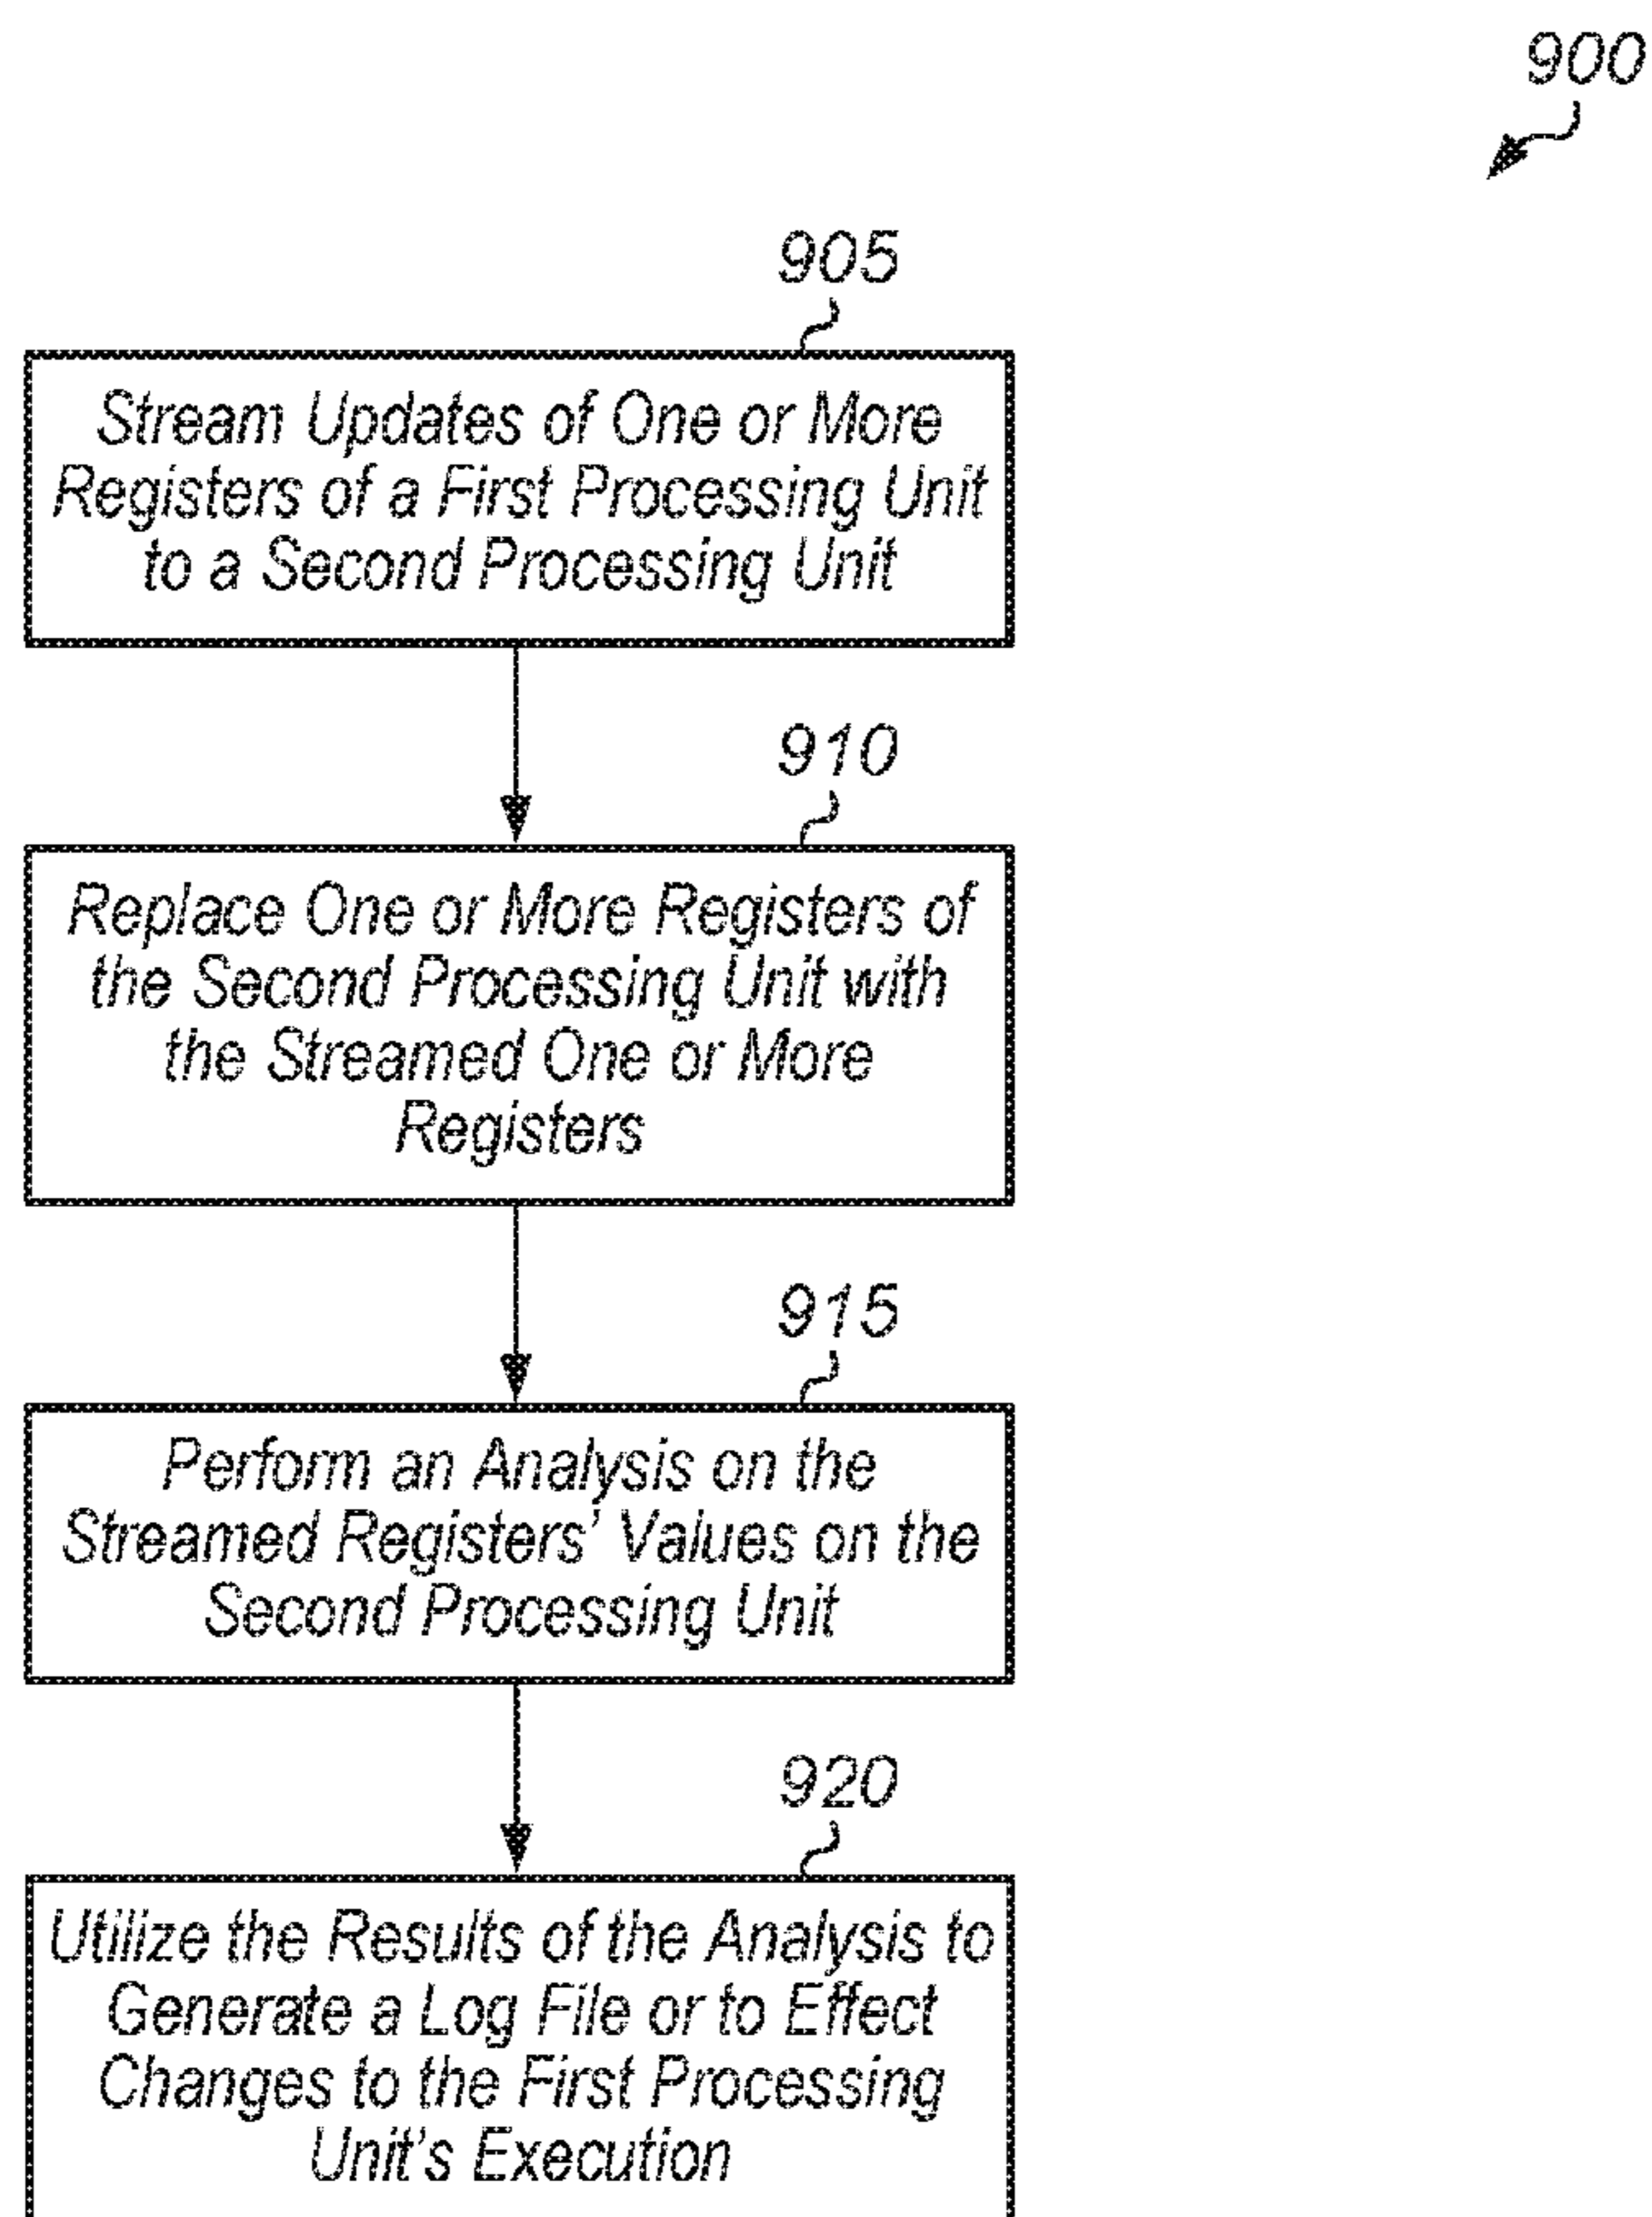 900
905
Stream Updates of One or More
Registers of a First Processing Unit
to a Second Processing Unit
910
Replace One or More Registers of
the Second Processing Unit with
the Streamed One or More
Registers
915
Perform an Analysis on the
Streamed Registers' Values on the
Second Processing Unit
920
Utilize the Results of the Analysis to
Generate a Log File or to Effect
Changes to the First Processing
Unit's Execution